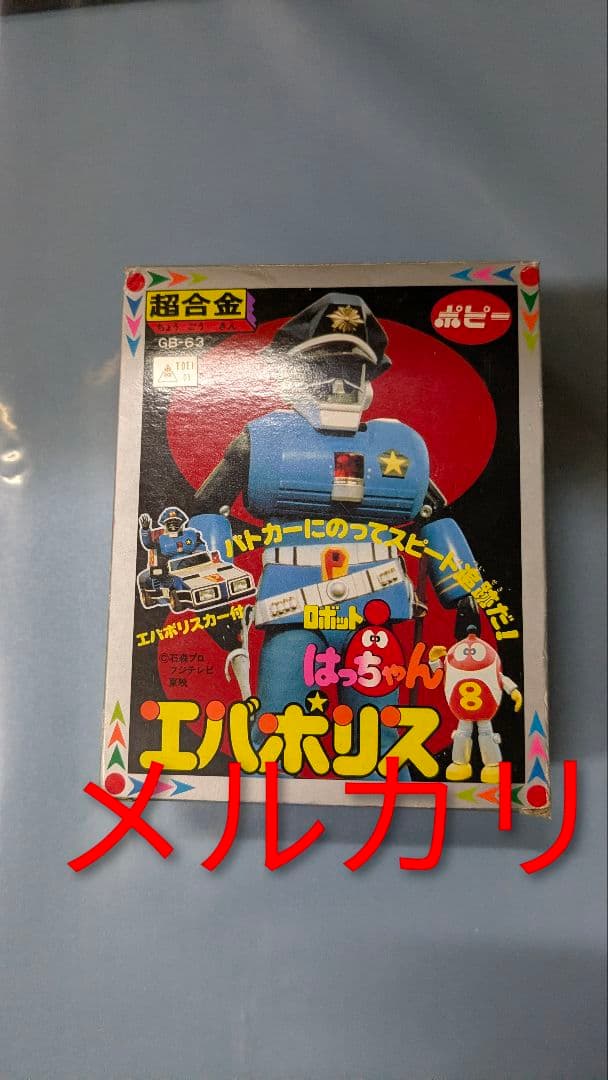 超合金
ちょう ごう きん
GB-63
TOEI
ポピー
パトカーにのってスピード追跡だ!
エバポリスカー付
P
ロボット
はっちゃん
8
©石森プロ
フジテレビ
東映
エバポリス
メルカリ